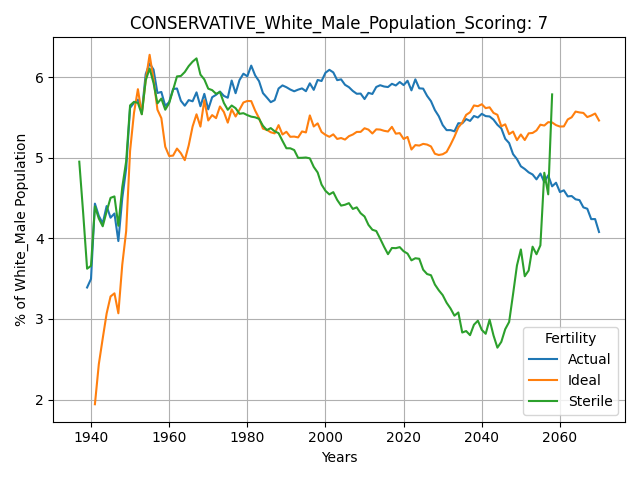 CONSERVATIVE_White_Male_Population_Scoring: 7
% of White_Male Population
6
5
4
3
2
1940 1960 1980 2000 2020 2040 2060
Years
Fertility
Actual
Ideal
Sterile